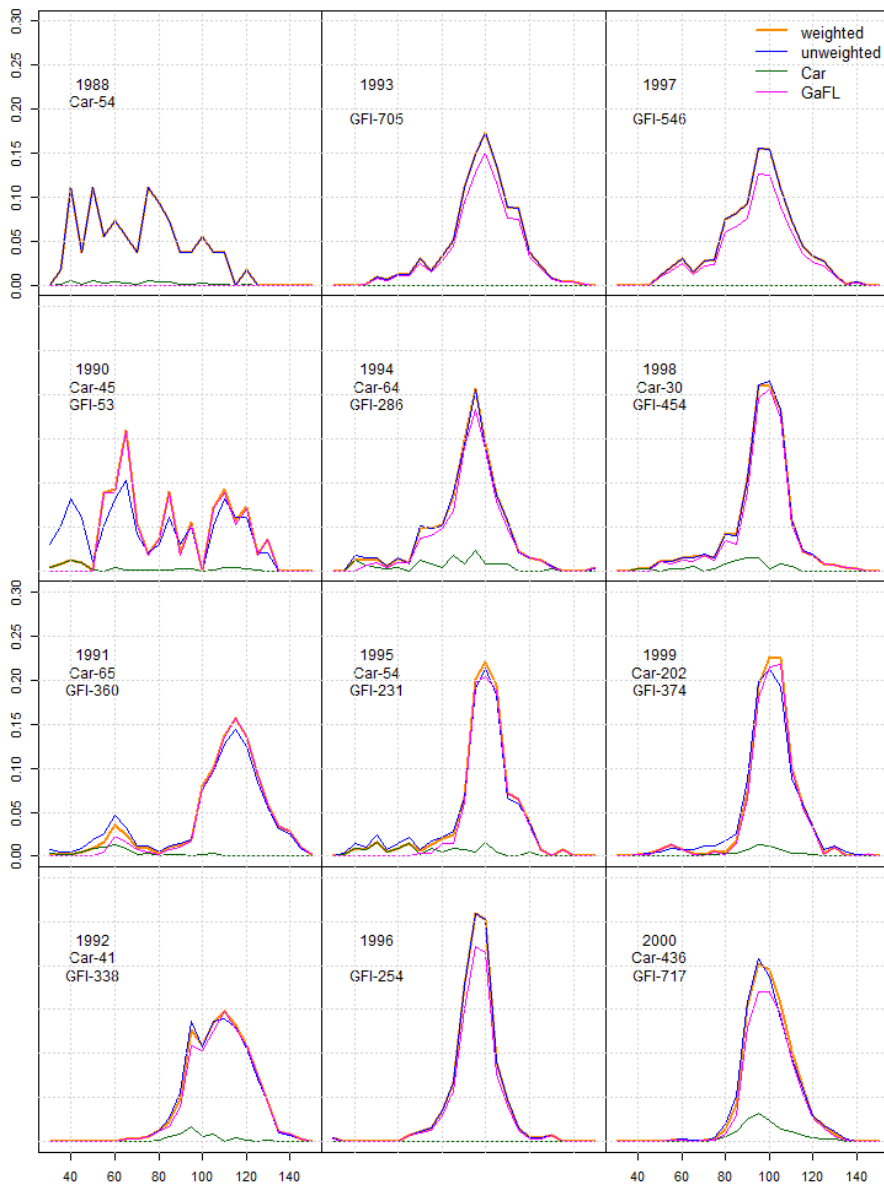 0.30
0.25
0.20
0.15
0.10
0.05
0.00
1988
Car-54
1993
GFI-705
1997
GFI-546
weighted
unweighted
Car
GaFL
1990
Car-45
GFI-53
1994
Car-64
GFI-286
1998
Car-30
GFI-454
0.30
0.25
0.20
0.15
0.10
0.05
0.00
1991
Car-65
GFI-360
1995
Car-54
GFI-231
1999
Car-202
GFI-374
1992
Car-41
GFI-338
1996
GFI-254
2000
Car-436
GFI-717
40 60 80 100 120 140
40 60 80 100 120 140